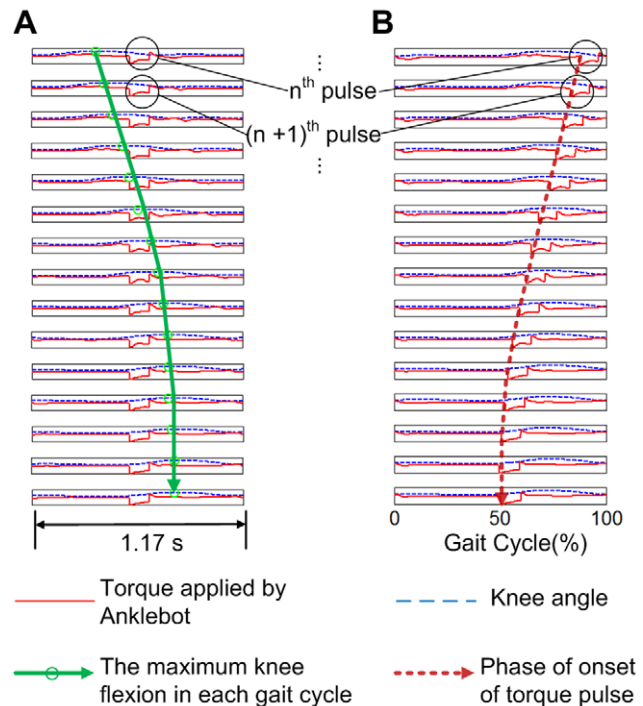 A
B
⋮
nth pulse
(n +1)th pulse
⋮
1.17 s
0 50 100
Gait Cycle(%)
Torque applied by
Anklebot
Knee angle
The maximum knee
flexion in each gait cycle
Phase of onset
of torque pulse